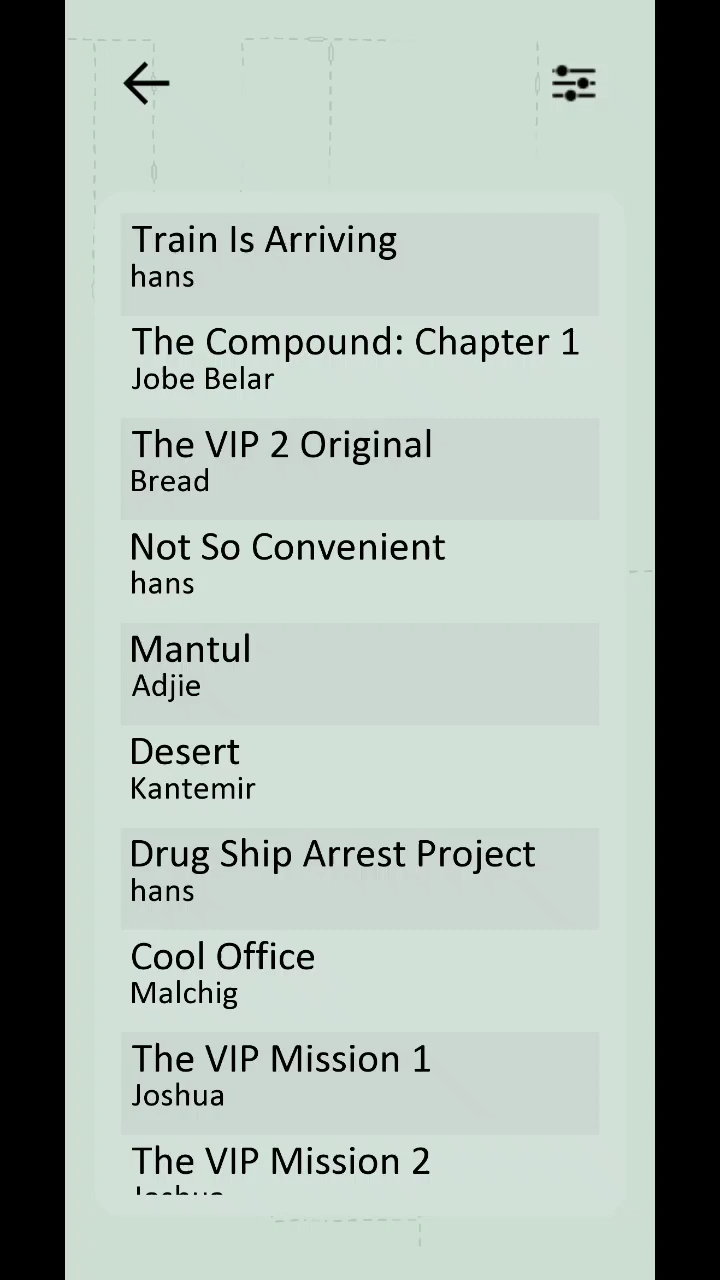 Train Is Arriving
hans
The Compound: Chapter 1
Jobe Belar
The VIP 2 Original
Bread
Not So Convenient
hans
Mantul
Adjie
Desert
Kantemir
Drug Ship Arrest Project
hans
Cool Office
Malchig
The VIP Mission 1
Joshua
The VIP Mission 2
Joshua